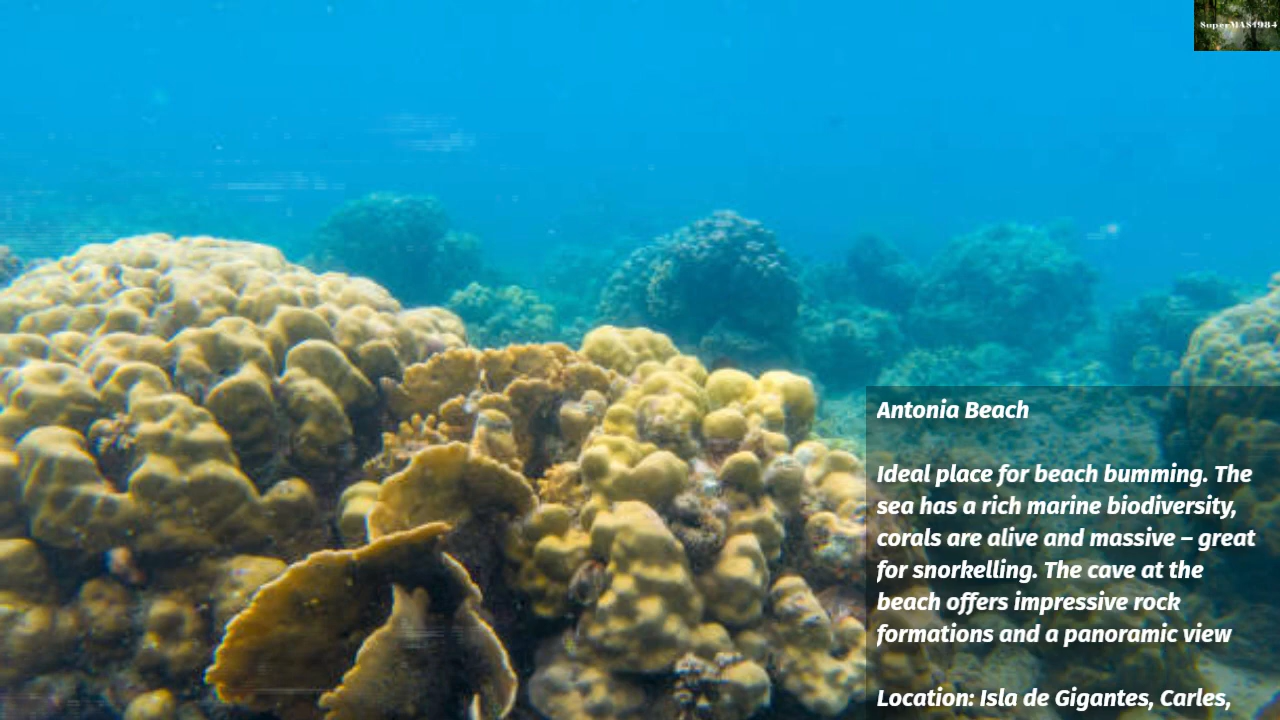 SuperMAS1984
Antonia Beach
Ideal place for beach bumming. The
sea has a rich marine biodiversity,
corals are alive and massive – great
for snorkelling. The cave at the
beach offers impressive rock
formations and a panoramic view
Location: Isla de Gigantes, Carles,